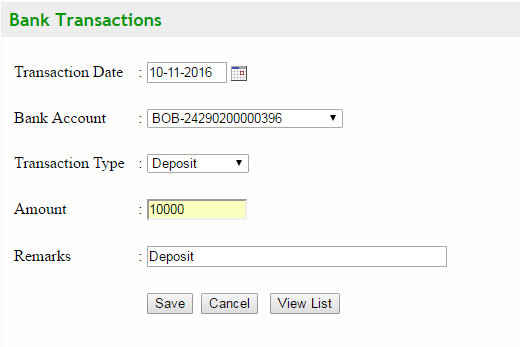 Bank Transactions
Transaction Date : 10-11-2016
Bank Account : BOB-24290200000396
Transaction Type : Deposit
Amount : 10000
Remarks : Deposit
Save Cancel View List